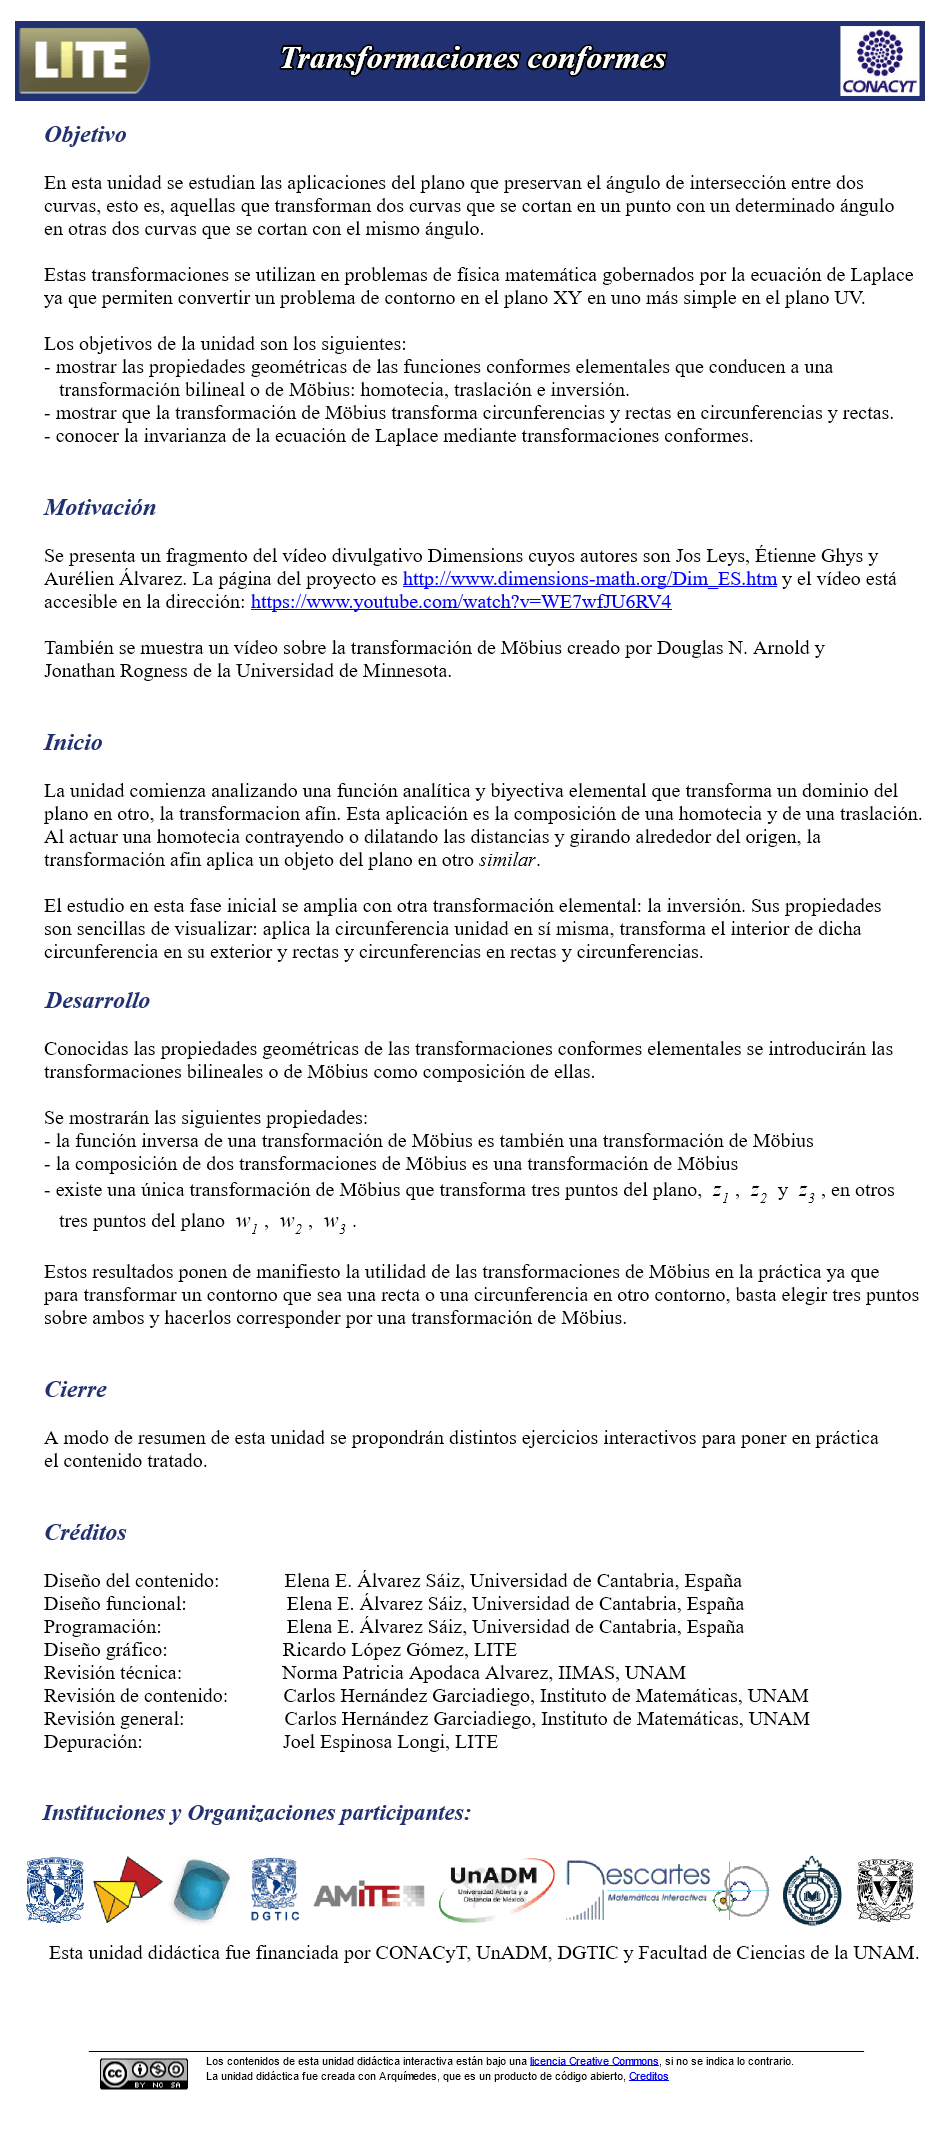 LITE
Transformaciones conformes
CONACYT
Objetivo
En esta unidad se estudian las aplicaciones del plano que preservan el ángulo de intersección entre dos
curvas, esto es, aquellas que transforman dos curvas que se cortan en un punto con un determinado ángulo
en otras dos curvas que se cortan con el mismo ángulo.
Estas transformaciones se utilizan en problemas de física matemática gobernados por la ecuación de Laplace
ya que permiten convertir un problema de contorno en el plano XY en uno más simple en el plano UV.
Los objetivos de la unidad son los siguientes:
- mostrar las propiedades geométricas de las funciones conformes elementales que conducen a una
transformación bilineal o de Möbius: homotecia, traslación e inversión.
- mostrar que la transformación de Möbius transforma circunferencias y rectas en circunferencias y rectas.
- conocer la invarianza de la ecuación de Laplace mediante transformaciones conformes.
Motivación
Se presenta un fragmento del vídeo divulgativo Dimensions cuyos autores son Jos Leys, Étienne Ghys y
Aurélien Álvarez. La página del proyecto es http://www.dimensions-math.org/Dim_ES.htm y el vídeo está
accesible en la dirección: https://www.youtube.com/watch?v=WE7wfJU6RV4
También se muestra un vídeo sobre la transformación de Möbius creado por Douglas N. Arnold y
Jonathan Rogness de la Universidad de Minnesota.
Inicio
La unidad comienza analizando una función analítica y biyectiva elemental que transforma un dominio del
plano en otro, la transformacion afín. Esta aplicación es la composición de una homotecia y de una traslación.
Al actuar una homotecia contrayendo o dilatando las distancias y girando alrededor del origen, la
transformación afin aplica un objeto del plano en otro similar.
El estudio en esta fase inicial se amplia con otra transformación elemental: la inversión. Sus propiedades
son sencillas de visualizar: aplica la circunferencia unidad en sí misma, transforma el interior de dicha
circunferencia en su exterior y rectas y circunferencias en rectas y circunferencias.
Desarrollo
Conocidas las propiedades geométricas de las transformaciones conformes elementales se introducirán las
transformaciones bilineales o de Möbius como composición de ellas.
Se mostrarán las siguientes propiedades:
- la función inversa de una transformación de Möbius es también una transformación de Möbius
- la composición de dos transformaciones de Möbius es una transformación de Möbius
- existe una única transformación de Möbius que transforma tres puntos del plano, z1 , z2 y z3 , en otros
tres puntos del plano w1 , w2 , w3 .
Estos resultados ponen de manifiesto la utilidad de las transformaciones de Möbius en la práctica ya que
para transformar un contorno que sea una recta o una circunferencia en otro contorno, basta elegir tres puntos
sobre ambos y hacerlos corresponder por una transformación de Möbius.
Cierre
A modo de resumen de esta unidad se propondrán distintos ejercicios interactivos para poner en práctica
el contenido tratado.
Créditos
Diseño del contenido: Elena E. Álvarez Sáiz, Universidad de Cantabria, España
Diseño funcional: Elena E. Álvarez Sáiz, Universidad de Cantabria, España
Programación: Elena E. Álvarez Sáiz, Universidad de Cantabria, España
Diseño gráfico: Ricardo López Gómez, LITE
Revisión técnica: Norma Patricia Apodaca Alvarez, IIMAS, UNAM
Revisión de contenido: Carlos Hernández Garciadiego, Instituto de Matemáticas, UNAM
Revisión general: Carlos Hernández Garciadiego, Instituto de Matemáticas, UNAM
Depuración: Joel Espinosa Longi, LITE
Instituciones y Organizaciones participantes:
DGTIC
AMITE
UnADM
Universidad Abierta y a
Distancia de México
Descartes
Matemáticas Interactivas
CIENCIAS
Esta unidad didáctica fue financiada por CONACyT, UnADM, DGTIC y Facultad de Ciencias de la UNAM.
cc
BY NC SA
Los contenidos de esta unidad didáctica interactiva están bajo una licencia Creative Commons, si no se indica lo contrario.
La unidad didáctica fue creada con Arquímedes, que es un producto de código abierto, Creditos